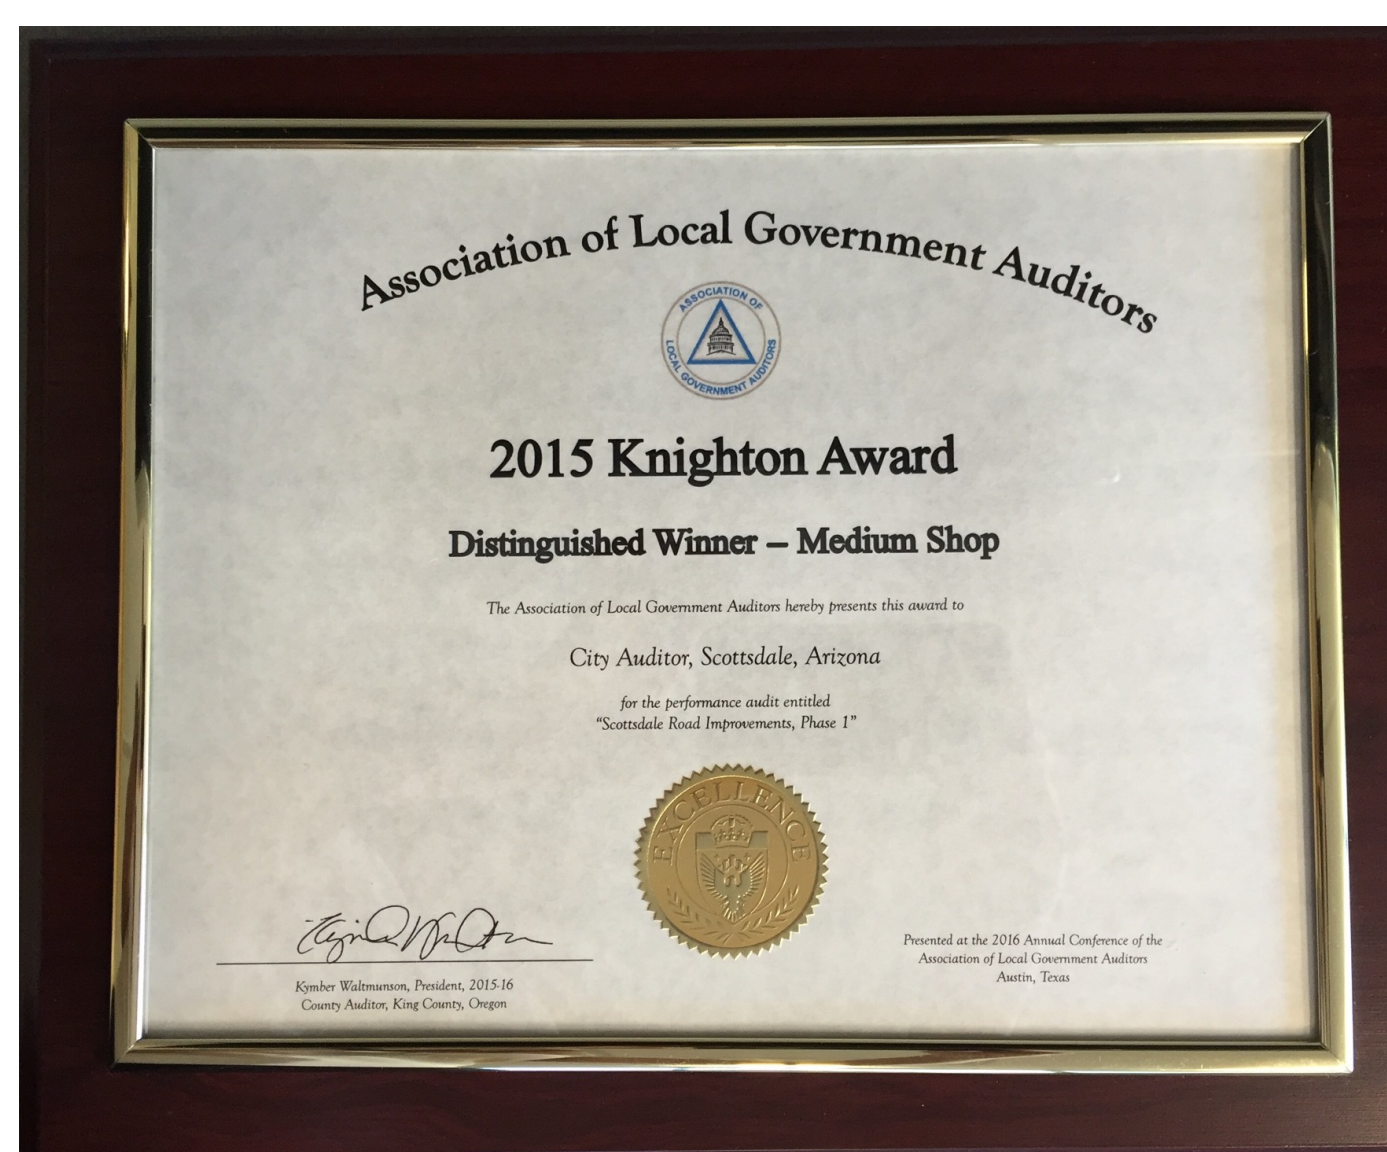 Association of Local Government Auditors
ASSOCIATION OF
LOCAL GOVERNMENT AUDITORS
2015 Knighton Award
Distinguished Winner – Medium Shop
The Association of Local Government Auditors hereby presents this award to
City Auditor, Scottsdale, Arizona
for the performance audit entitled
“Scottsdale Road Improvements, Phase 1”
EXCELLENCE
Kymber Waltmunson, President, 2015-16
County Auditor, King County, Oregon
Presented at the 2016 Annual Conference of the
Association of Local Government Auditors
Austin, Texas